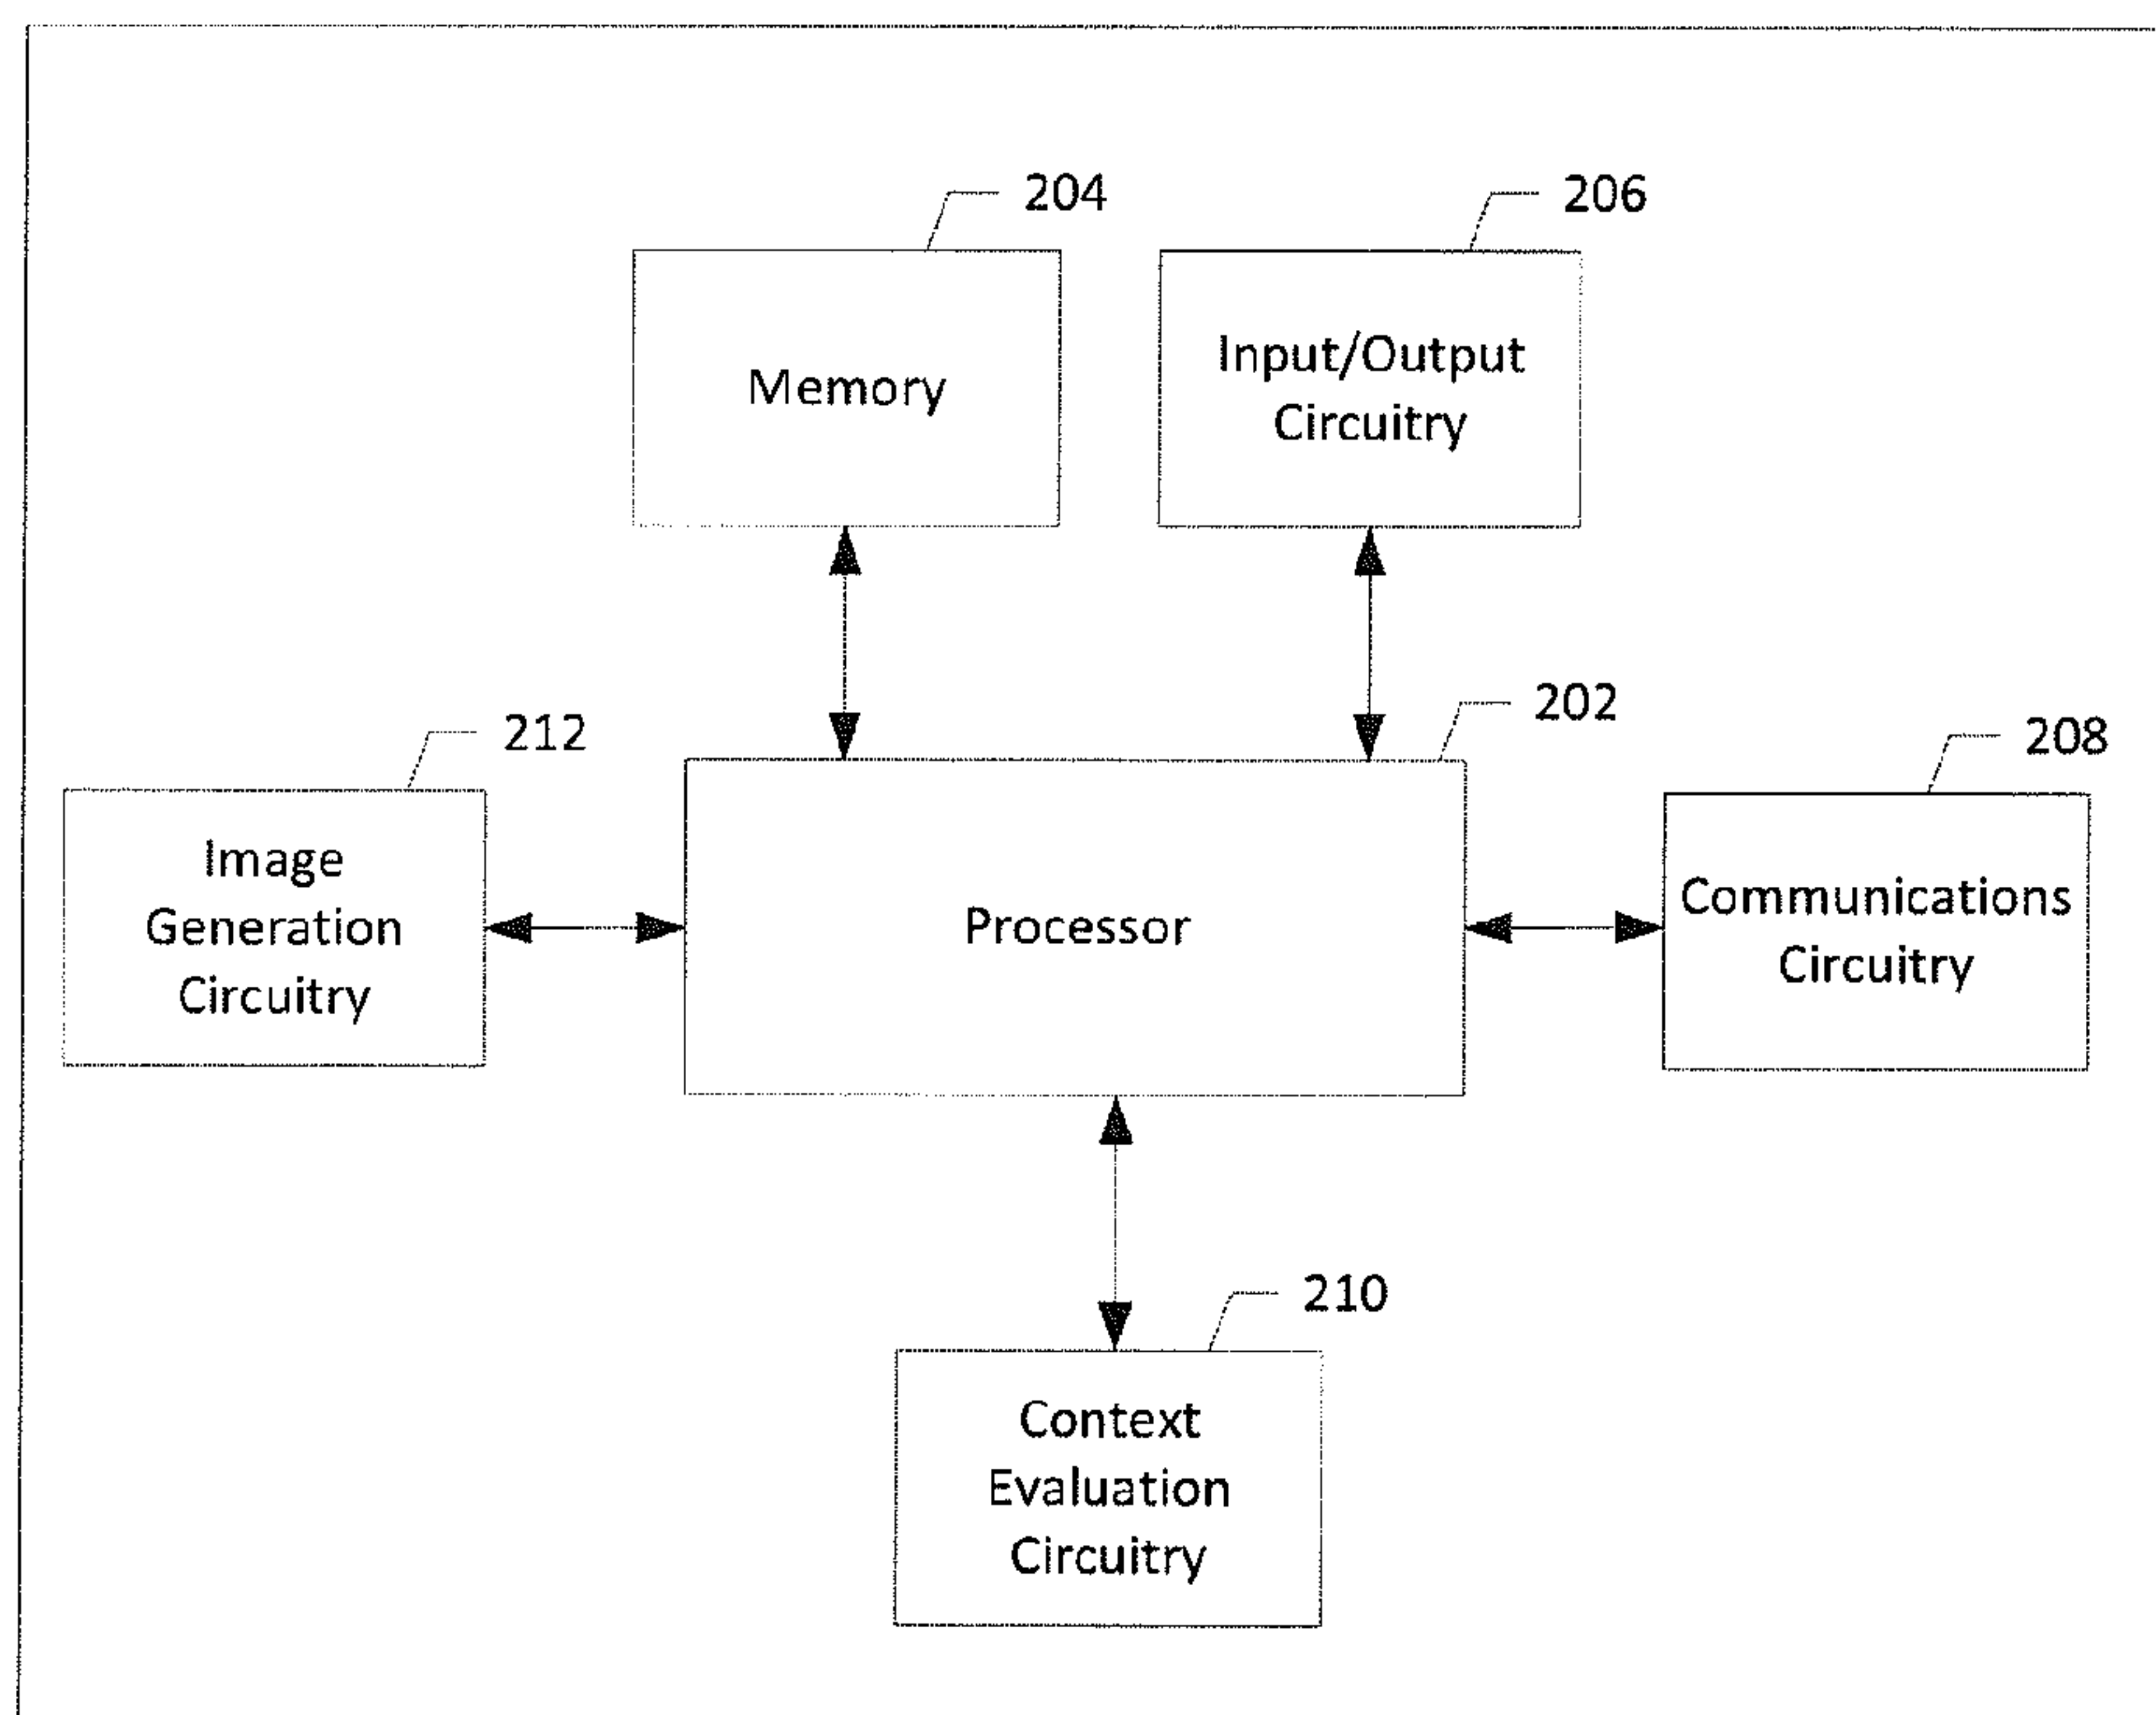 204
206
Memory
Input/Output
Circuitry
202
212
208
Image
Generation
Circuitry
Processor
Communications
Circuitry
210
Context
Evaluation
Circuitry